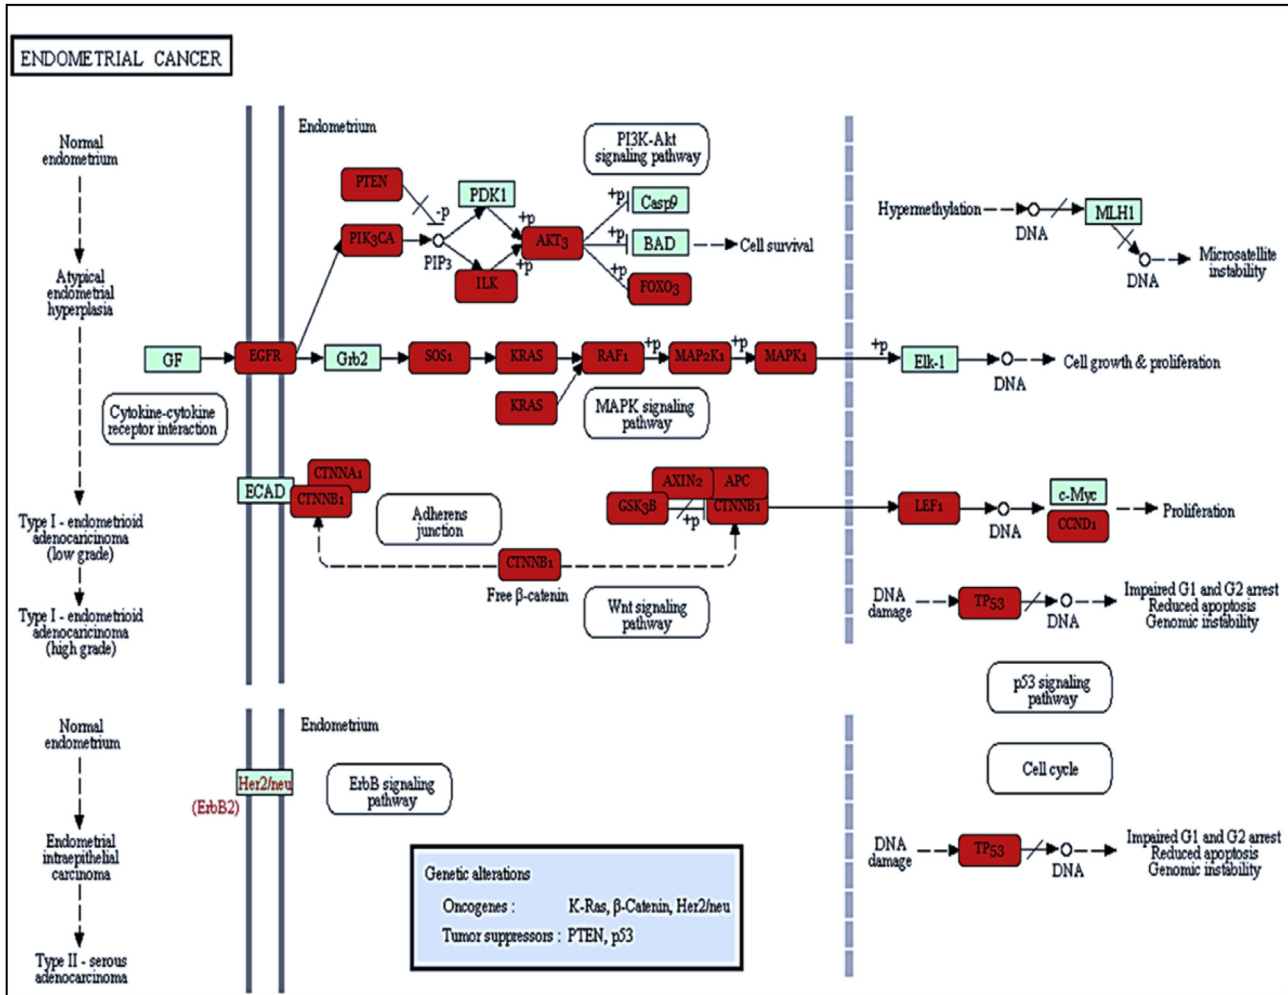 ENDOMETRIAL CANCER
Normal
endometrium
Atypical
endometrial
hyperplasia
Type I - endometrioid
adenocaricinoma
(low grade)
Type I - endometrioid
adenocaricinoma
(high grade)
Endometrium
PI3K-Akt
signaling pathway
PTEN
PDK1
-p
+p
+p
Casp9
PIK3CA
PIP3
AKT3
+p
BAD
Cell survival
ILK
+p
+p
FOXO3
Hypermethylation
DNA
MLH1
DNA
Microsatellite
instability
GF
EGFR
Grb2
SOS1
KRAS
RAF1
+p
MAP2K1
+p
MAPK1
+p
Elk-1
DNA
Cell growth & proliferation
KRAS
MAPK signaling
pathway
Cytokine-cytokine
receptor interaction
ECAD
CTNNA1
CTNNB1
Adherens
junction
AXIN2
APC
GSK3B
+p
CTNNB1
LEF1
DNA
c-Myc
CCND1
Proliferation
CTNNB1
Free β-catenin
Wnt signaling
pathway
DNA
damage
TP53
DNA
Impaired G1 and G2 arrest
Reduced apoptosis
Genomic instability
p53 signaling
pathway
Cell cycle
Normal
endometrium
Endometrial
intraepithelial
carcinoma
Type II - serous
adenocarcinoma
Endometrium
Her2/neu
(ErbB2)
ErbB signaling
pathway
DNA
damage
TP53
DNA
Impaired G1 and G2 arrest
Reduced apoptosis
Genomic instability
Genetic alterations
Oncogenes : K-Ras, β-Catenin, Her2/neu
Tumor suppressors : PTEN, p53